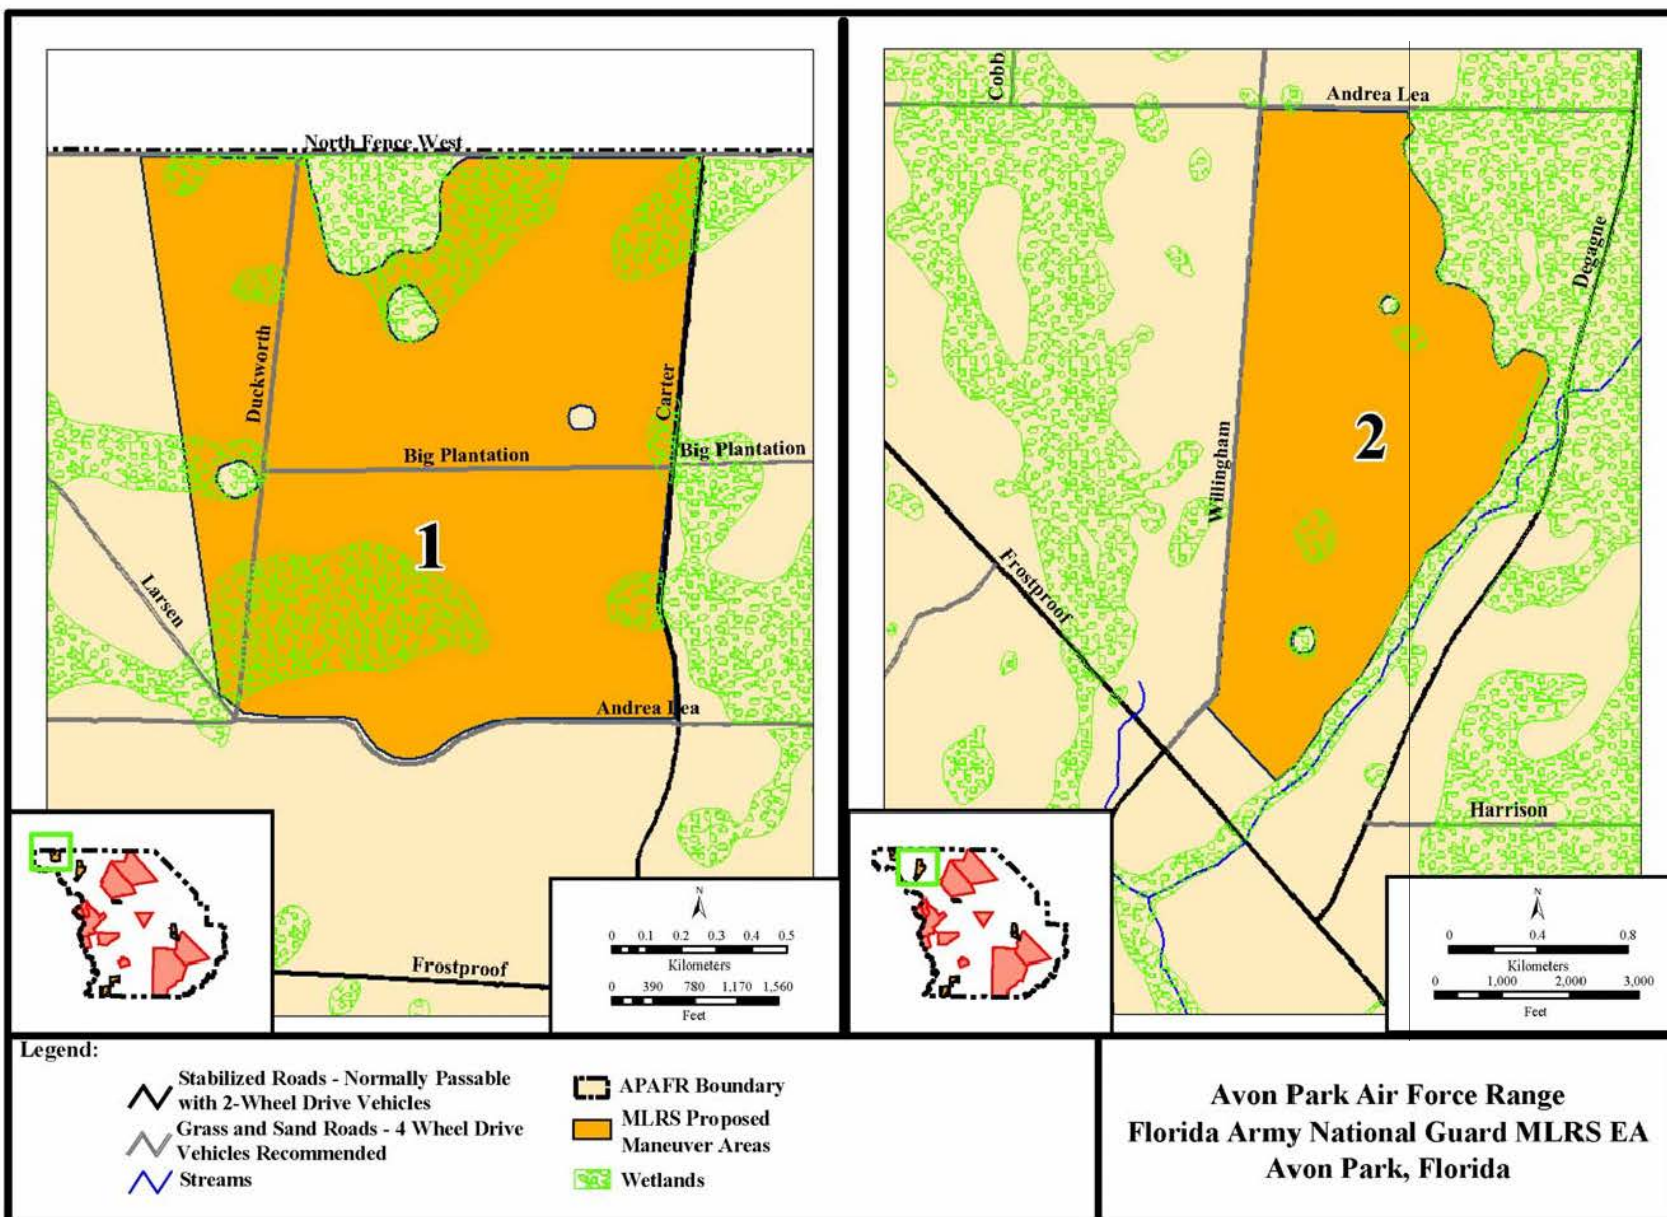 North Fence West
Duckworth
Carter
Big Plantation
Big Plantation
1
Larsen
Andrea Lea
Frostproof
N
0 0.1 0.2 0.3 0.4 0.5
Kilometers
0 390 780 1,170 1,560
Feet
Cobb
Andrea Lea
Degagne
2
Willingham
Frostproof
Harrison
N
0 0.4 0.8
Kilometers
0 1,000 2,000 3,000
Feet
Legend:
Stabilized Roads - Normally Passable
with 2-Wheel Drive Vehicles
Grass and Sand Roads - 4 Wheel Drive
Vehicles Recommended
Streams
APAFR Boundary
MLRS Proposed
Maneuver Areas
Wetlands
Avon Park Air Force Range
Florida Army National Guard MLRS EA
Avon Park, Florida